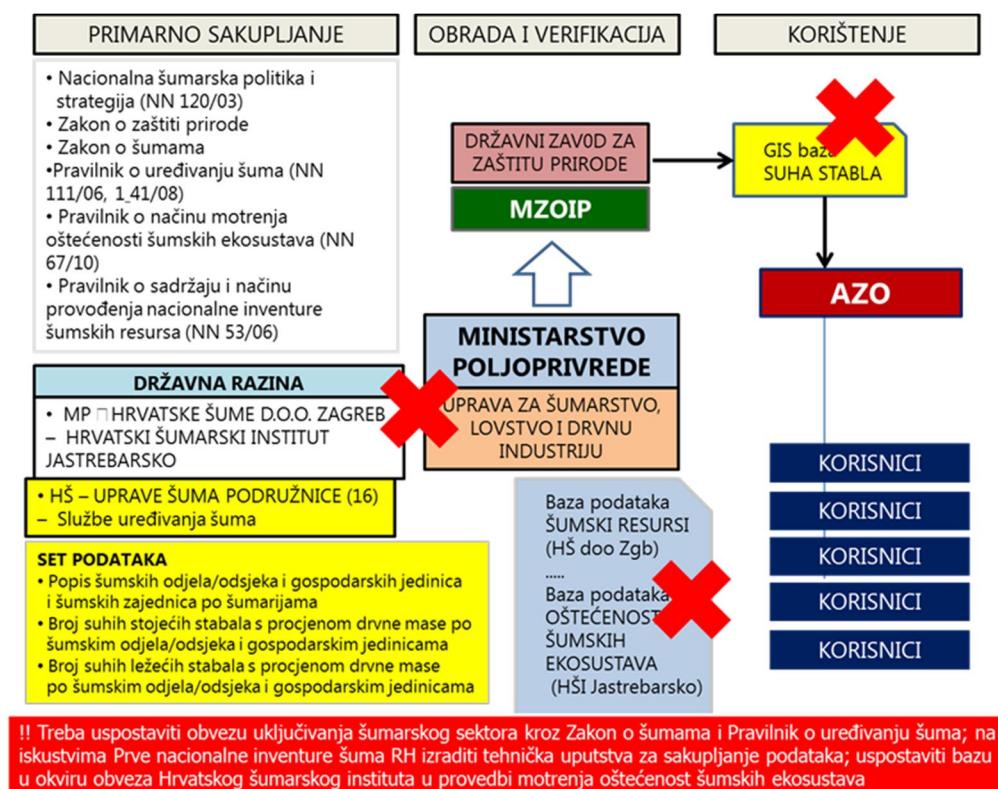 PRIMARNO SAKUPLJANJE
• Nacionalna šumarska politika i
strategija (NN 120/03)
• Zakon o zaštiti prirode
• Zakon o šumama
•Pravilnik o uređivanju šuma (NN
111/06, 1_41/08)
• Pravilnik o načinu motrenja
oštećenosti šumskih ekosustava (NN
67/10)
• Pravilnik o sadržaju i načinu
provođenja nacionalne inventure
šumskih resursa (NN 53/06)
DRŽAVNA RAZINA
• MP □ HRVATSKE ŠUME D.O.O. ZAGREB
– HRVATSKI ŠUMARSKI INSTITUT
JASTREBARSKO
• HŠ – UPRAVE ŠUMA PODRUŽNICE (16)
– Službe uređivanja šuma
SET PODATAKA
• Popis šumskih odjela/odsjeka i gospodarskih jedinica
i šumskih zajednica po šumarijama
• Broj suhih stojećih stabala s procjenom drvne mase po
šumskim odjela/odsjeka i gospodarskim jedinicama
• Broj suhih ležećih stabala s procjenom drvne mase
po šumskim odjela/odsjeka i gospodarskim jedinicama
OBRADA I VERIFIKACIJA
DRŽAVNI ZAV0D ZA
ZAŠTITU PRIRODE
MZOIP
MINISTARSTVO
POLJOPRIVREDE
UPRAVA ZA ŠUMARSTVO,
LOVSTVO I DRVNU
INDUSTRIJU
Baza podataka
ŠUMSKI RESURSI
(HŠ doo Zgb)
.....
Baza podataka
OŠTEĆENOST
ŠUMSKIH
EKOSUSTAVA
(HŠI Jastrebarsko)
KORIŠTENJE
GIS baza
SUHA STABLA
AZO
KORISNICI
KORISNICI
KORISNICI
KORISNICI
KORISNICI
!! Treba uspostaviti obvezu uključivanja šumarskog sektora kroz Zakon o šumama i Pravilnik o uređivanju šuma; na
iskustvima Prve nacionalne inventure šuma RH izraditi tehnička uputstva za sakupljanje podataka; uspostaviti bazu
u okviru obveza Hrvatskog šumarskog instituta u provedbi motrenja oštećenost šumskih ekosustava